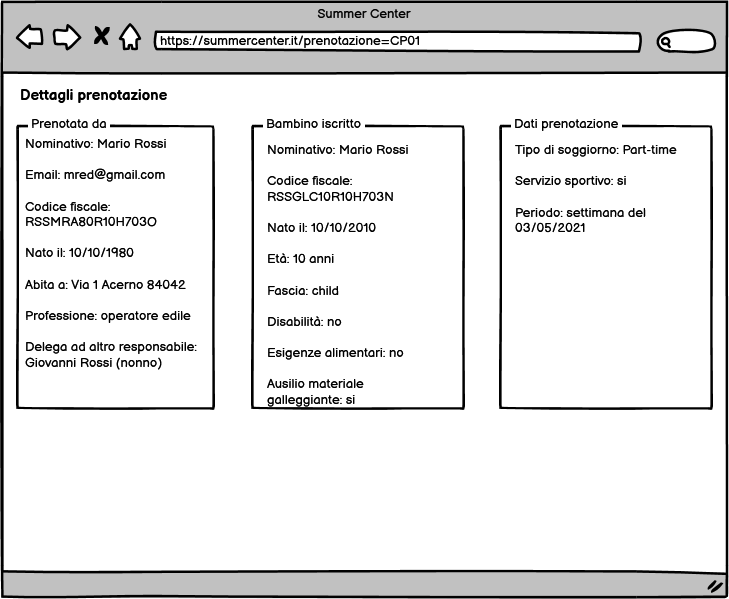 Summer Center
https://summercenter.it/prenotazione=CP01
Dettagli prenotazione
Prenotata da
Nominativo: Mario Rossi
Email: mred@gmail.com
Codice fiscale:
RSSMRA80R10H703O
Nato il: 10/10/1980
Abita a: Via 1 Acerno 84042
Professione: operatore edile
Delega ad altro responsabile:
Giovanni Rossi (nonno)
Bambino iscritto
Nominativo: Mario Rossi
Codice fiscale:
RSSGLC10R10H703N
Nato il: 10/10/2010
Età: 10 anni
Fascia: child
Disabilità: no
Esigenze alimentari: no
Ausilio materiale
galleggiante: si
Dati prenotazione
Tipo di soggiorno: Part-time
Servizio sportivo: si
Periodo: settimana del
03/05/2021